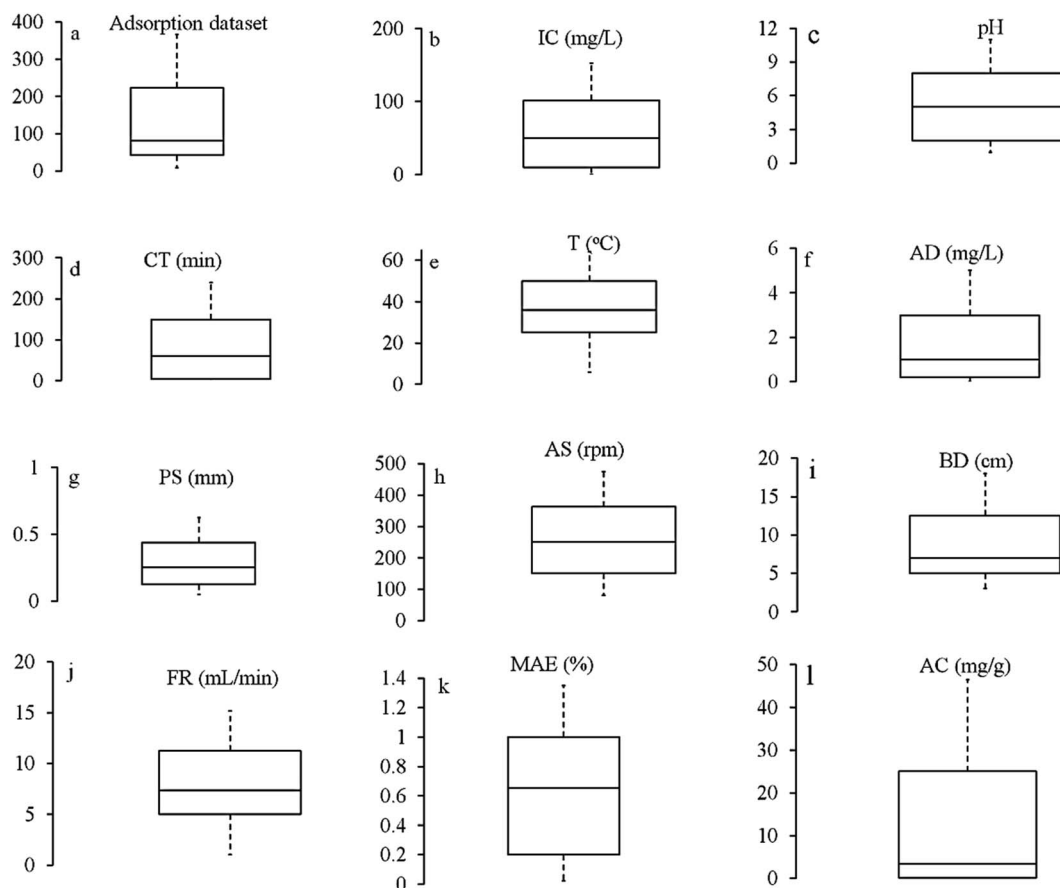 a
Adsorption dataset
400
300
200
100
0
b
IC (mg/L)
200
100
0
c
pH
12
9
6
3
0
d
CT (min)
300
200
100
0
e
T (ºC)
60
40
20
0
f
AD (mg/L)
6
4
2
0
g
PS (mm)
1
0.5
0
h
AS (rpm)
500
400
300
200
100
0
i
BD (cm)
20
15
10
5
0
j
FR (mL/min)
20
15
10
5
0
k
MAE (%)
1.4
1.2
1
0.8
0.6
0.4
0.2
0
l
AC (mg/g)
50
40
30
20
10
0